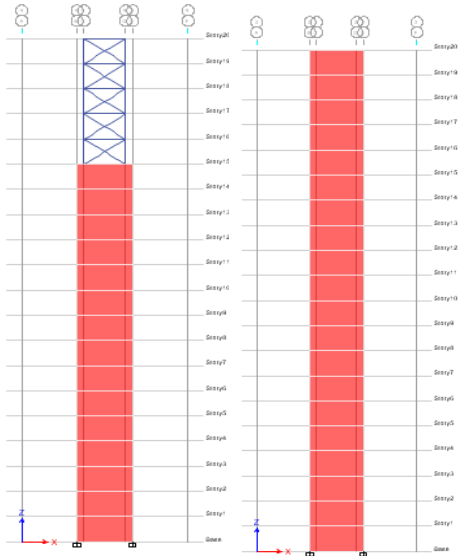 Story20
Story19
Story18
Story17
Story16
Story15
Story14
Story13
Story12
Story11
Story10
Story9
Story8
Story7
Story6
Story5
Story4
Story3
Story2
Story1
Base
Z
X
Story20
Story19
Story18
Story17
Story16
Story15
Story14
Story13
Story12
Story11
Story10
Story9
Story8
Story7
Story6
Story5
Story4
Story3
Story2
Story1
Base
Z
X